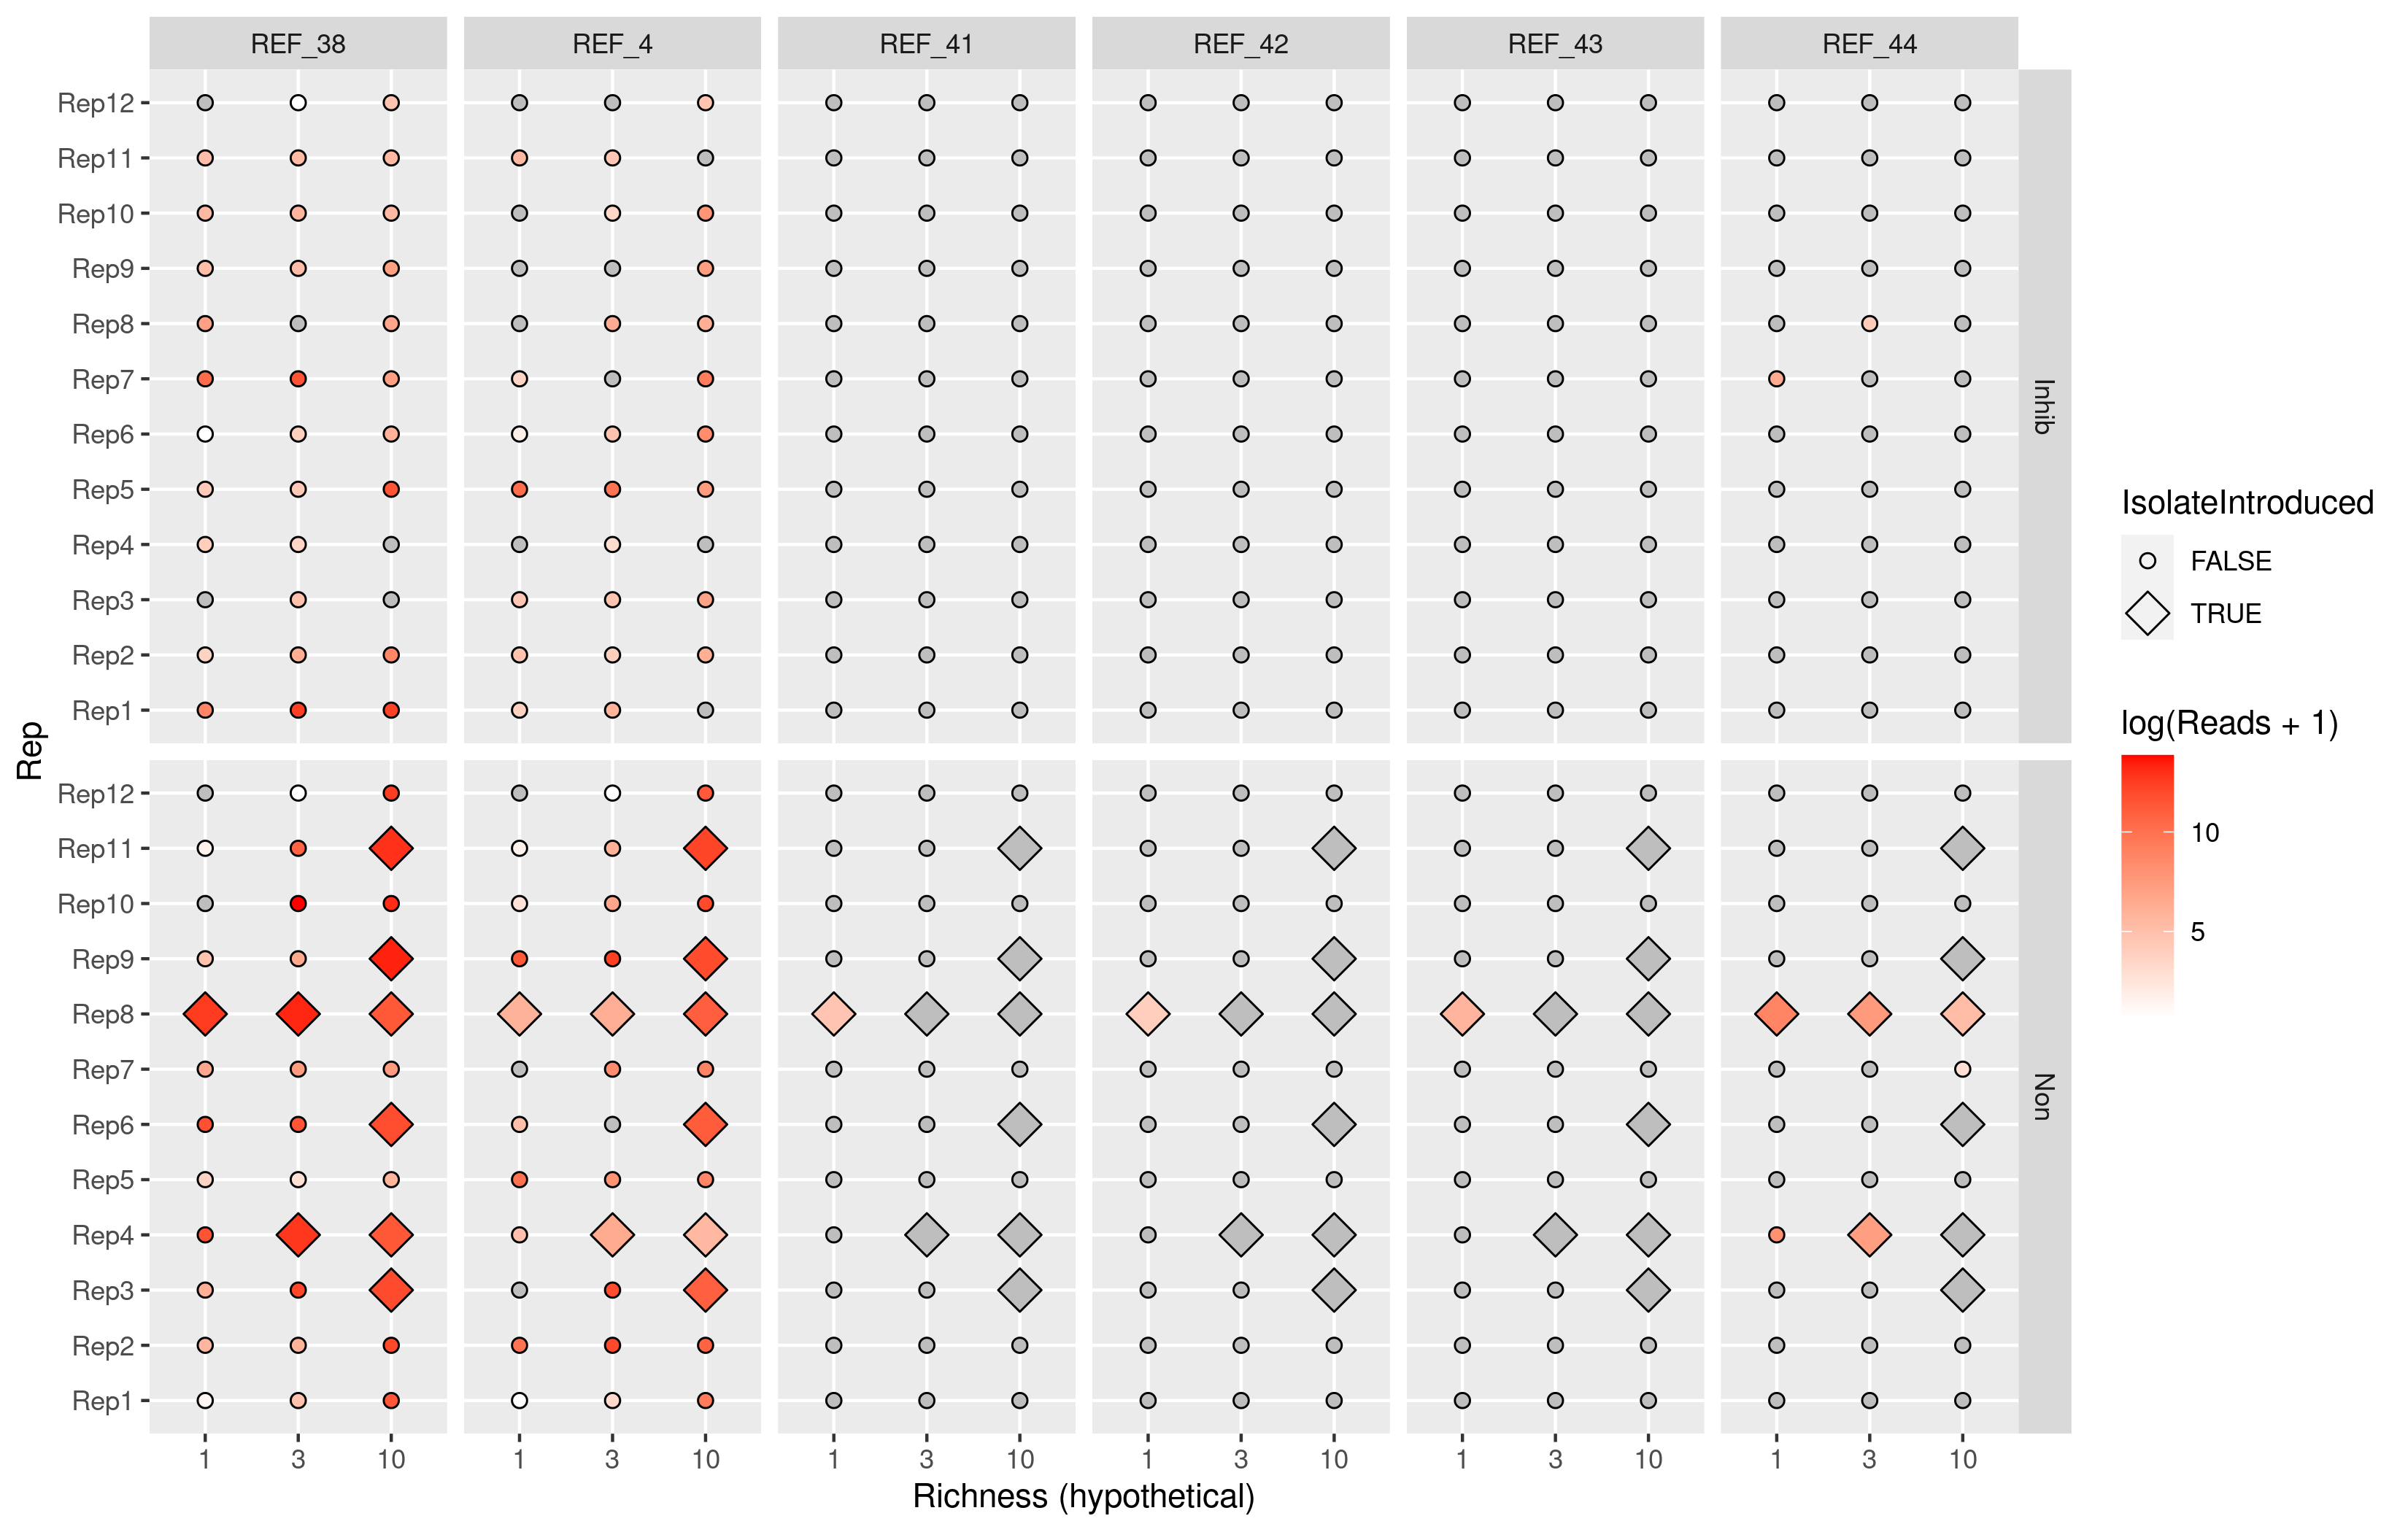 REF_38 REF_4 REF_41 REF_42 REF_43 REF_44
Rep12
Rep11
Rep10
Rep9
Rep8
Rep7
Rep6
Rep5
Rep4
Rep3
Rep2
Rep1
Inhib
Rep12
Rep11
Rep10
Rep9
Rep8
Rep7
Rep6
Rep5
Rep4
Rep3
Rep2
Rep1
Non
Rep
1 3 10 1 3 10 1 3 10 1 3 10 1 3 10 1 3 10
Richness (hypothetical)
IsolateIntroduced
FALSE
TRUE
log(Reads + 1)
10
5